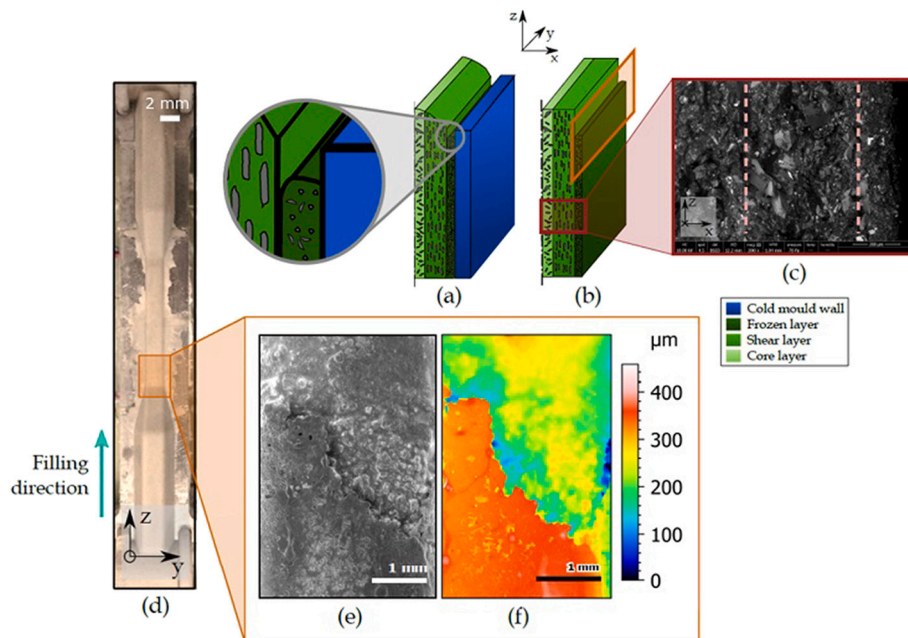 2 mm
z
y
x
(a)
(b)
z
x
(c)
Cold mould wall
Frozen layer
Shear layer
Core layer
Filling
direction
z
y
(d)
1 mm
(e)
1 mm
(f)
µm
400
300
200
100
0